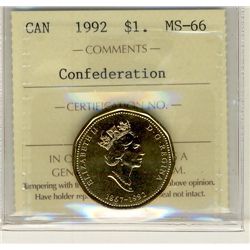 CAN 1992 $1. MS-66
COMMENTS
Confederation
CERTIFICATION NO.
ELIZABETH II D·G·REGINA
1867-1992
IN C
A
GEN
Tampering with
above opinion.
Have holder
seal not intact.